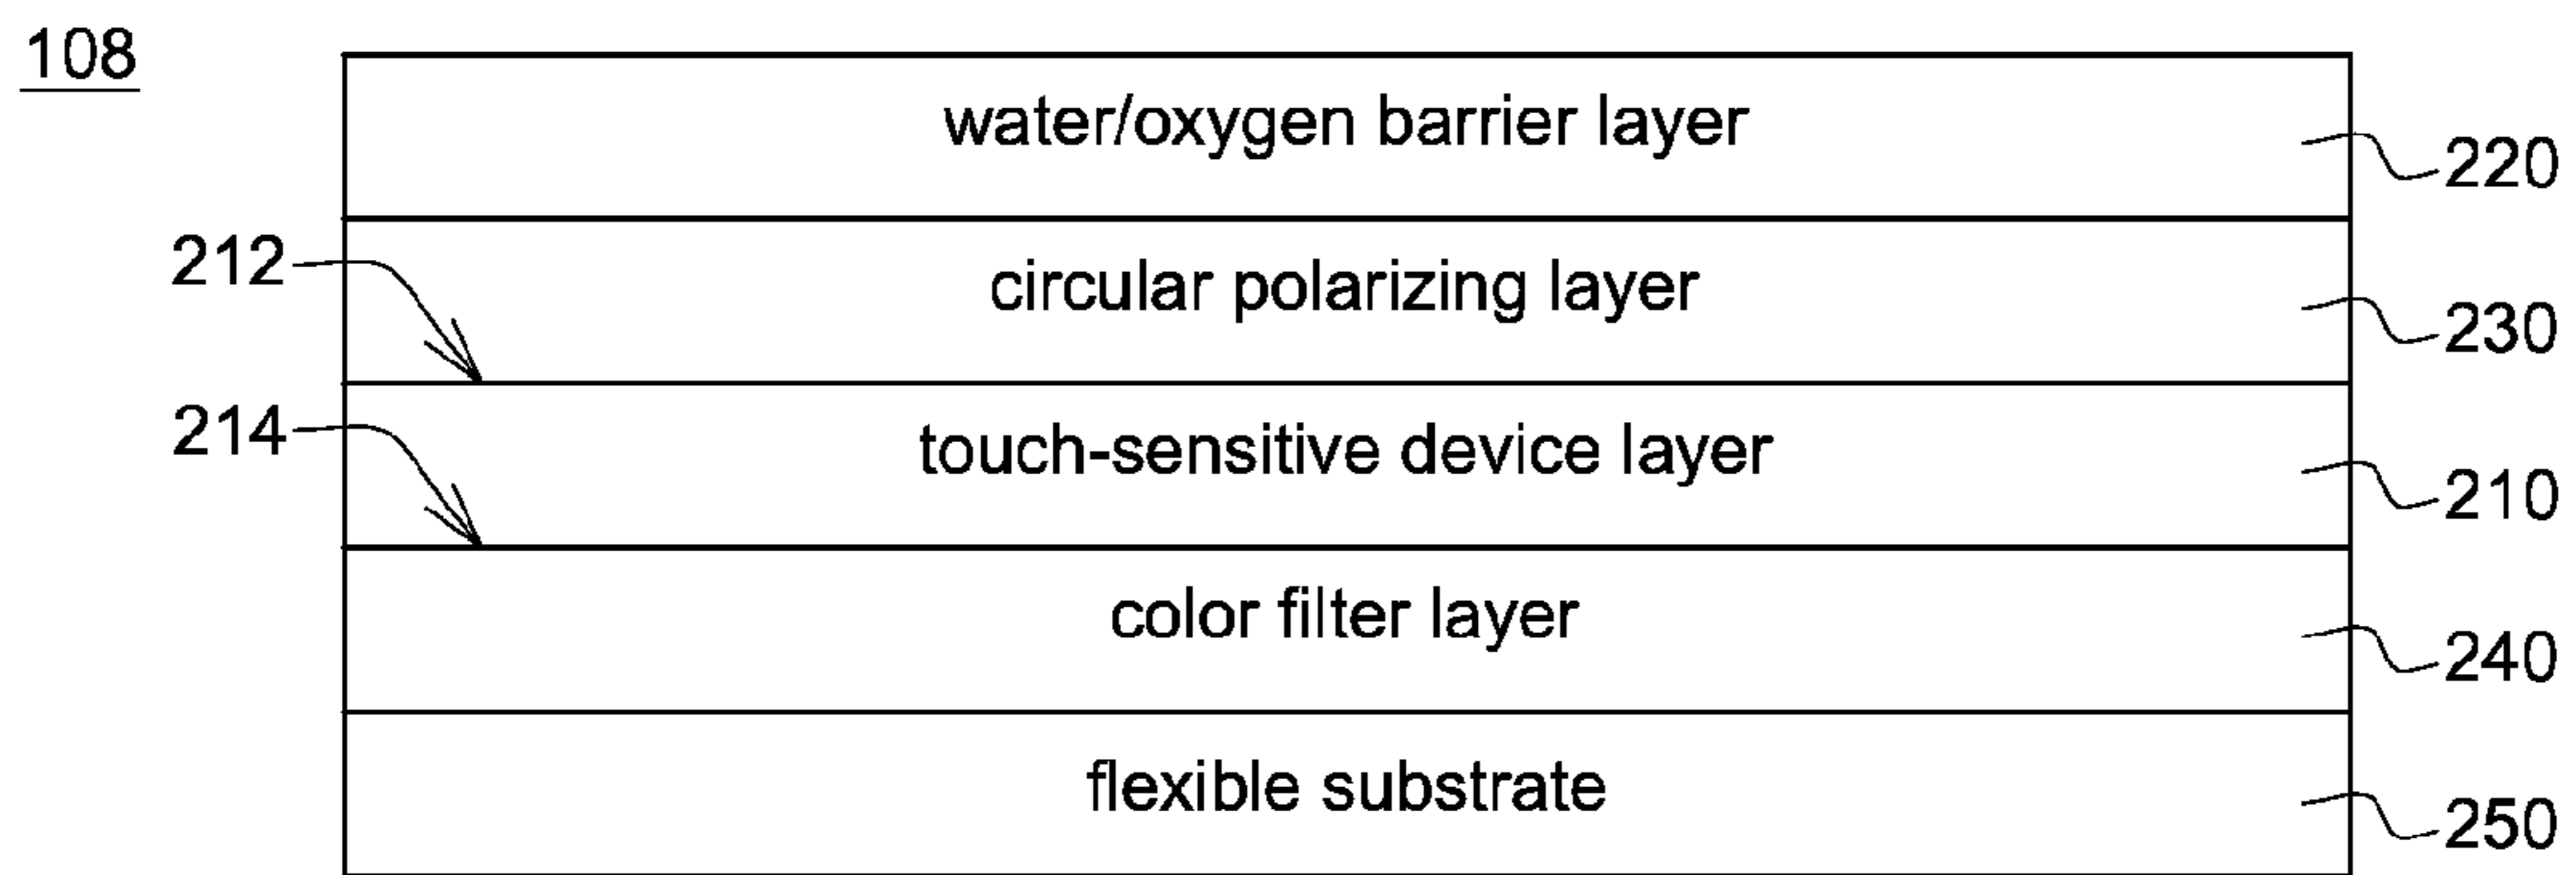 108
water/oxygen barrier layer
220
212
circular polarizing layer
230
214
touch-sensitive device layer
210
color filter layer
240
flexible substrate
250